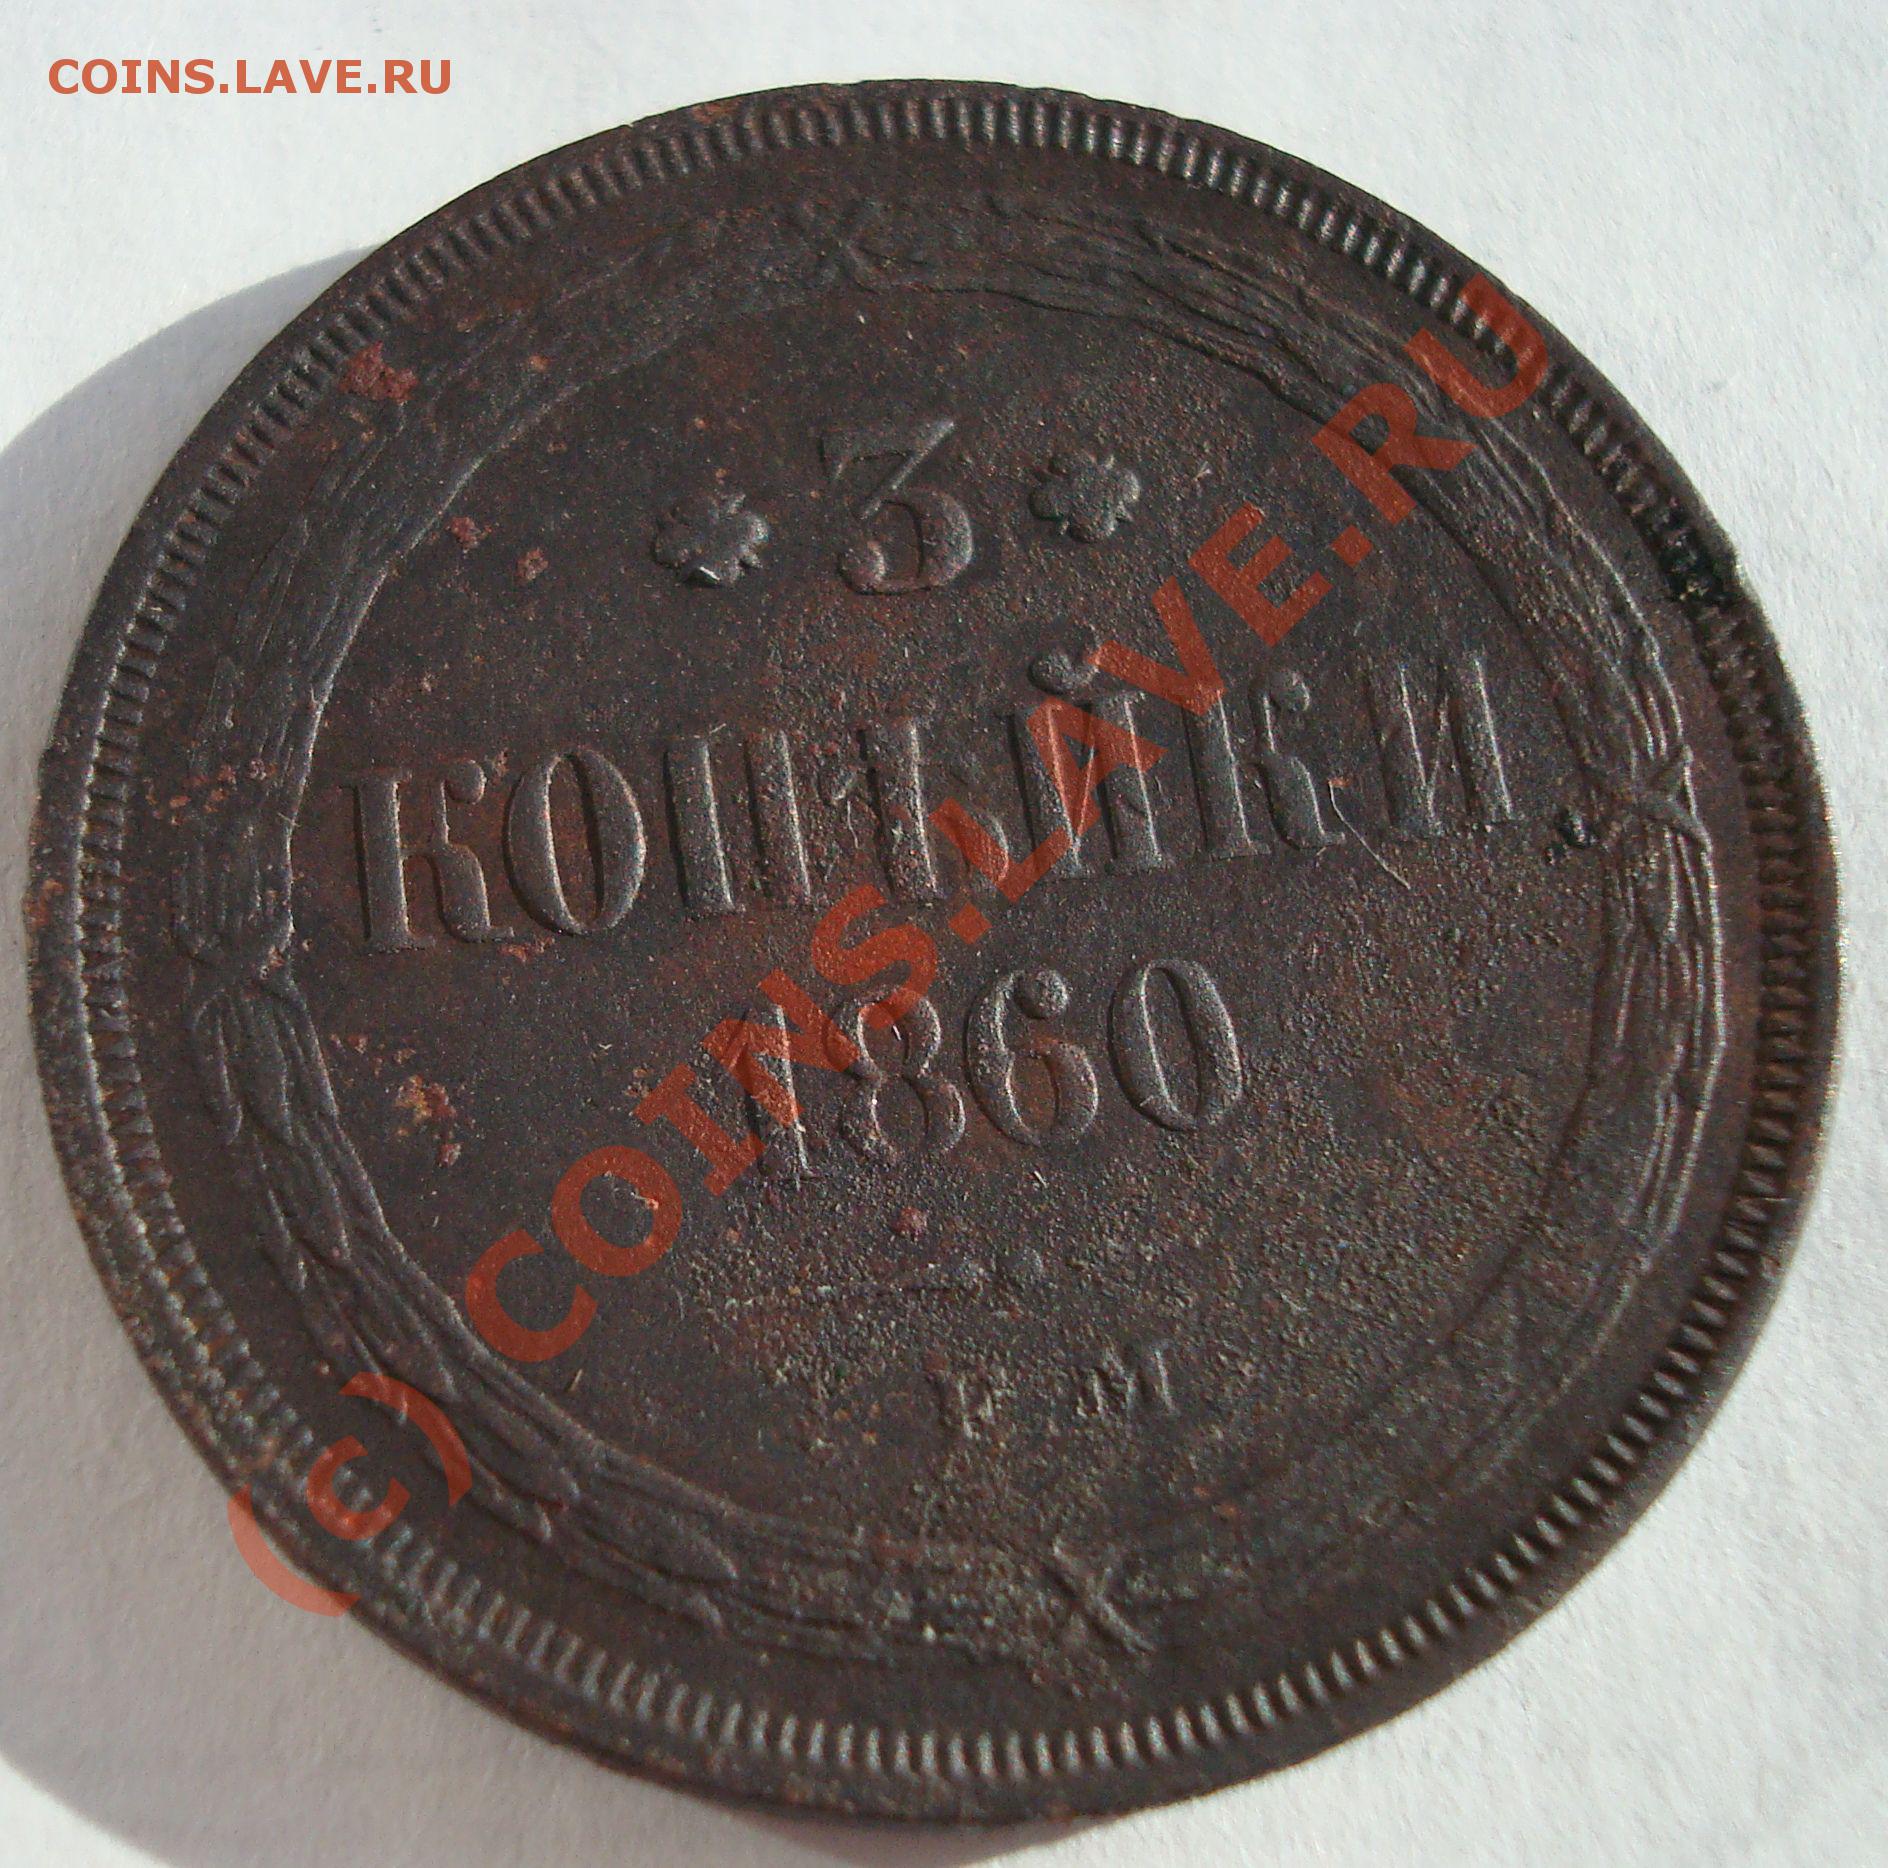 COINS.LAVE.RU
* 3 *
КОПѢЙКИ.
1860
Е.М.
(c) COINS.LAVE.RU